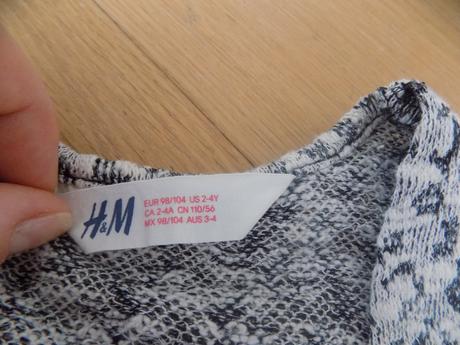 H&M
EUR 98/104 US 2-4Y
CA 2-4A CN 110/56
MX 98/104 AUS 3-4